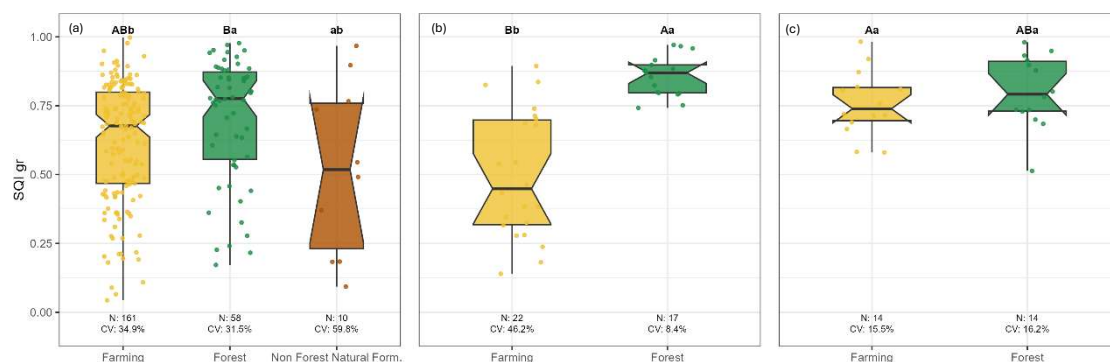 (a) ABb Ba ab (b) Bb Aa (c) Aa ABa
1.00
0.75
SQI gr
0.50
0.25
0.00
N: 161 N: 58 N: 10 N: 22 N: 17 N: 14 N: 14
CV: 34.9% CV: 31.5% CV: 59.8% CV: 46.2% CV: 8.4% CV: 15.5% CV: 16.2%
Farming Forest Non Forest Natural Form. Farming Forest Farming Forest